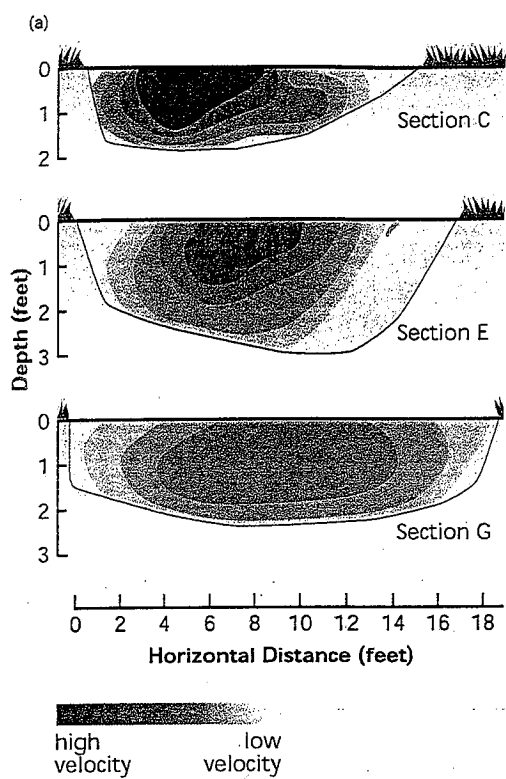 (a)
0
1
2
Section C
0
1
2
3
Section E
Depth (feet)
0
1
2
3
Section G
0 2 4 6 8 10 12 14 16 18
Horizontal Distance (feet)
high velocity
low velocity